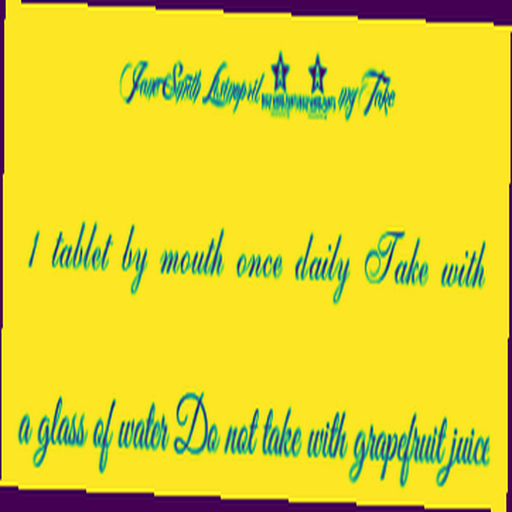 Jane Smith Lisinopril mg Take
1 tablet by mouth once daily Take with
a glass of water Do not take with grapefruit juice